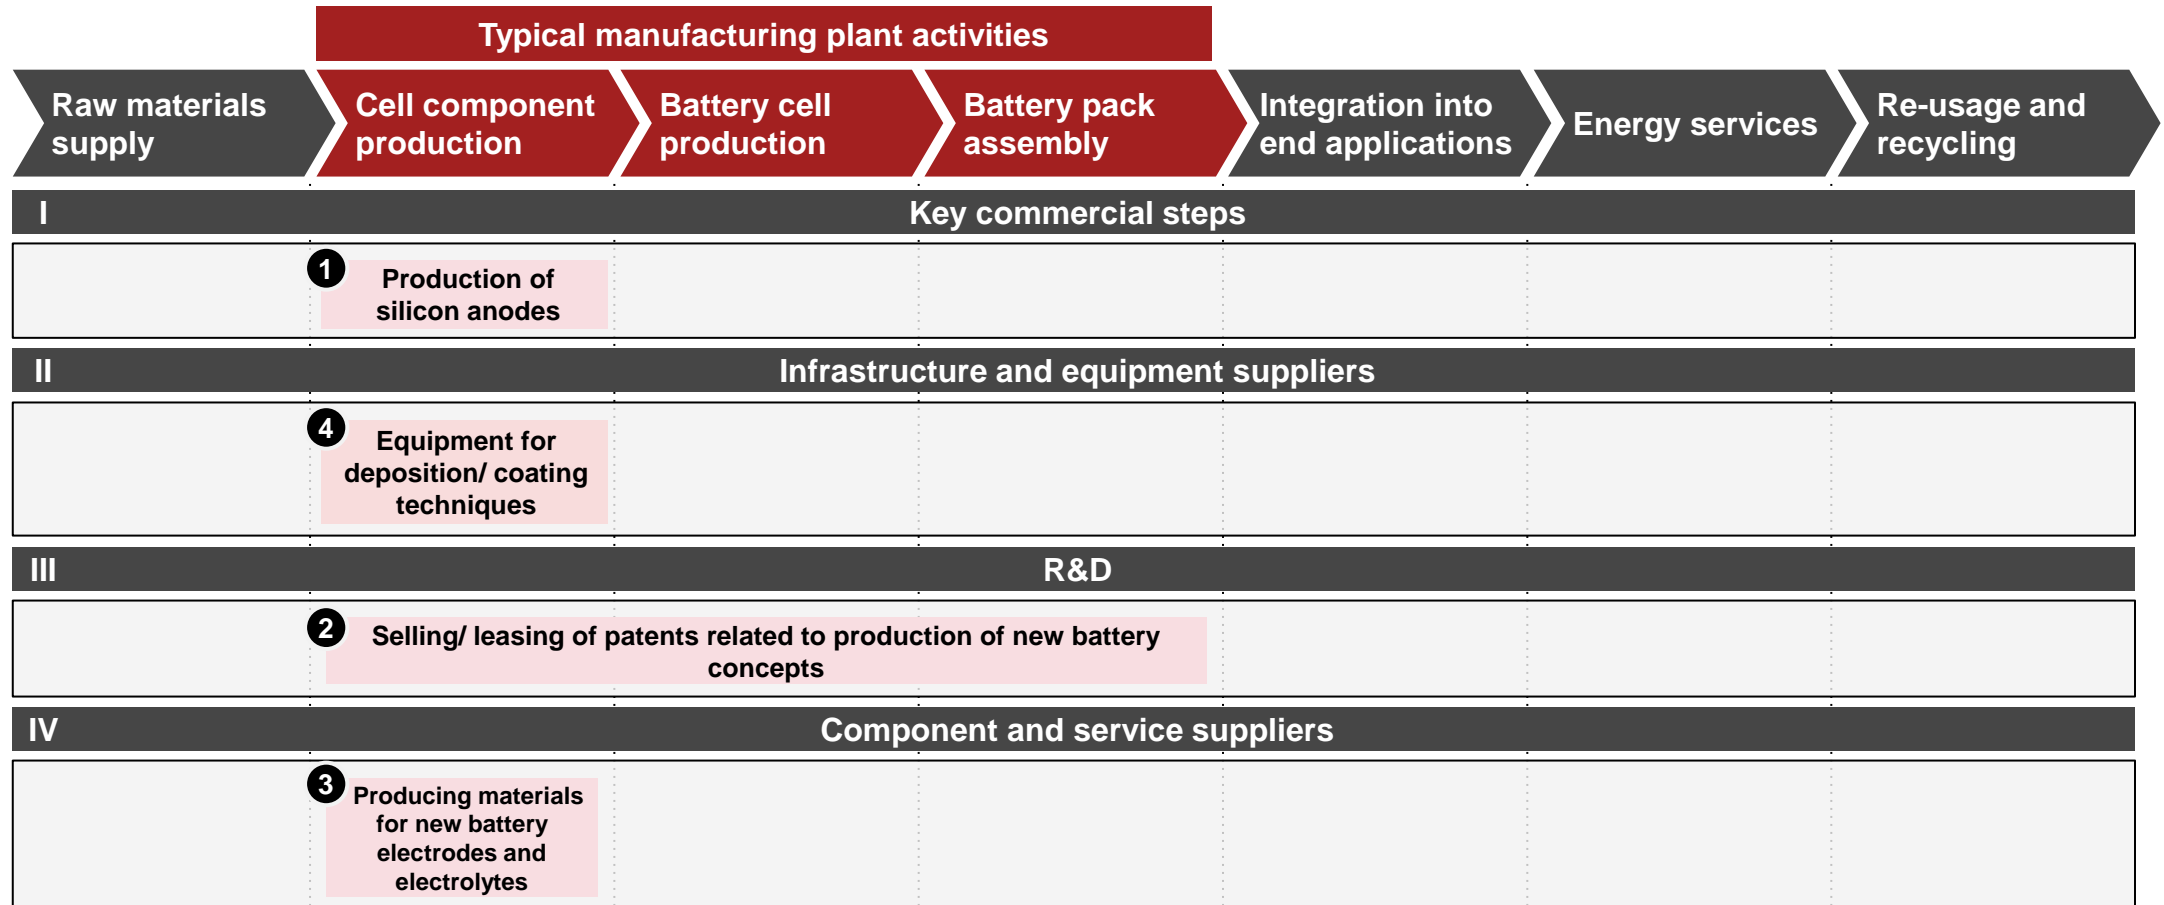 Typical manufacturing plant activities
Raw materials
supply
Cell component
production
Battery cell
production
Battery pack
assembly
Integration into
end applications
Energy services
Re-usage and
recycling
I
Key commercial steps
1
Production of
silicon anodes
II
Infrastructure and equipment suppliers
4
Equipment for
deposition/ coating
techniques
III
R&D
2
Selling/ leasing of patents related to production of new battery
concepts
IV
Component and service suppliers
3
Producing materials
for new battery
electrodes and
electrolytes